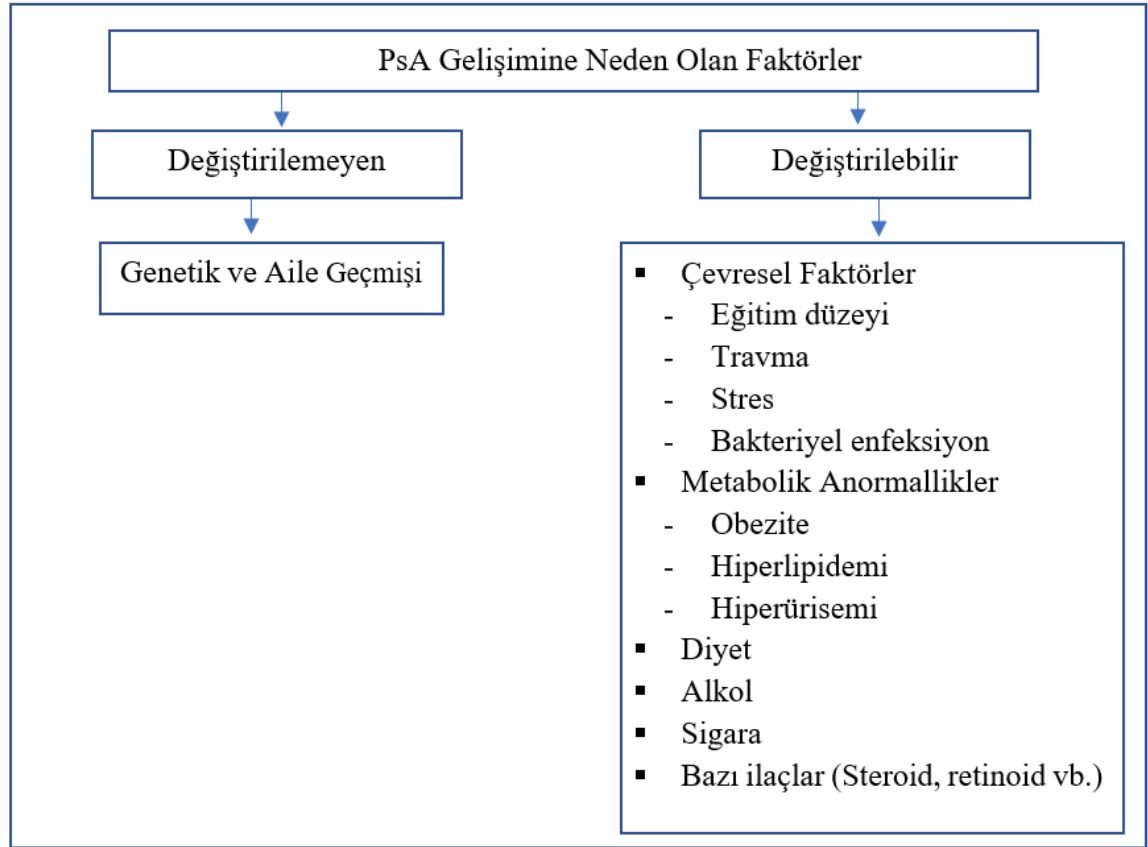 PsA Gelişimine Neden Olan Faktörler
Değiştirilemeyen
Değiştirilebilir
Genetik ve Aile Geçmişi
▪ Çevresel Faktörler
- Eğitim düzeyi
- Travma
- Stres
- Bakteriyel enfeksiyon
▪ Metabolik Anormallikler
- Obezite
- Hiperlipidemi
- Hiperürisemi
▪ Diyet
▪ Alkol
▪ Sigara
▪ Bazı ilaçlar (Steroid, retinoid vb.)